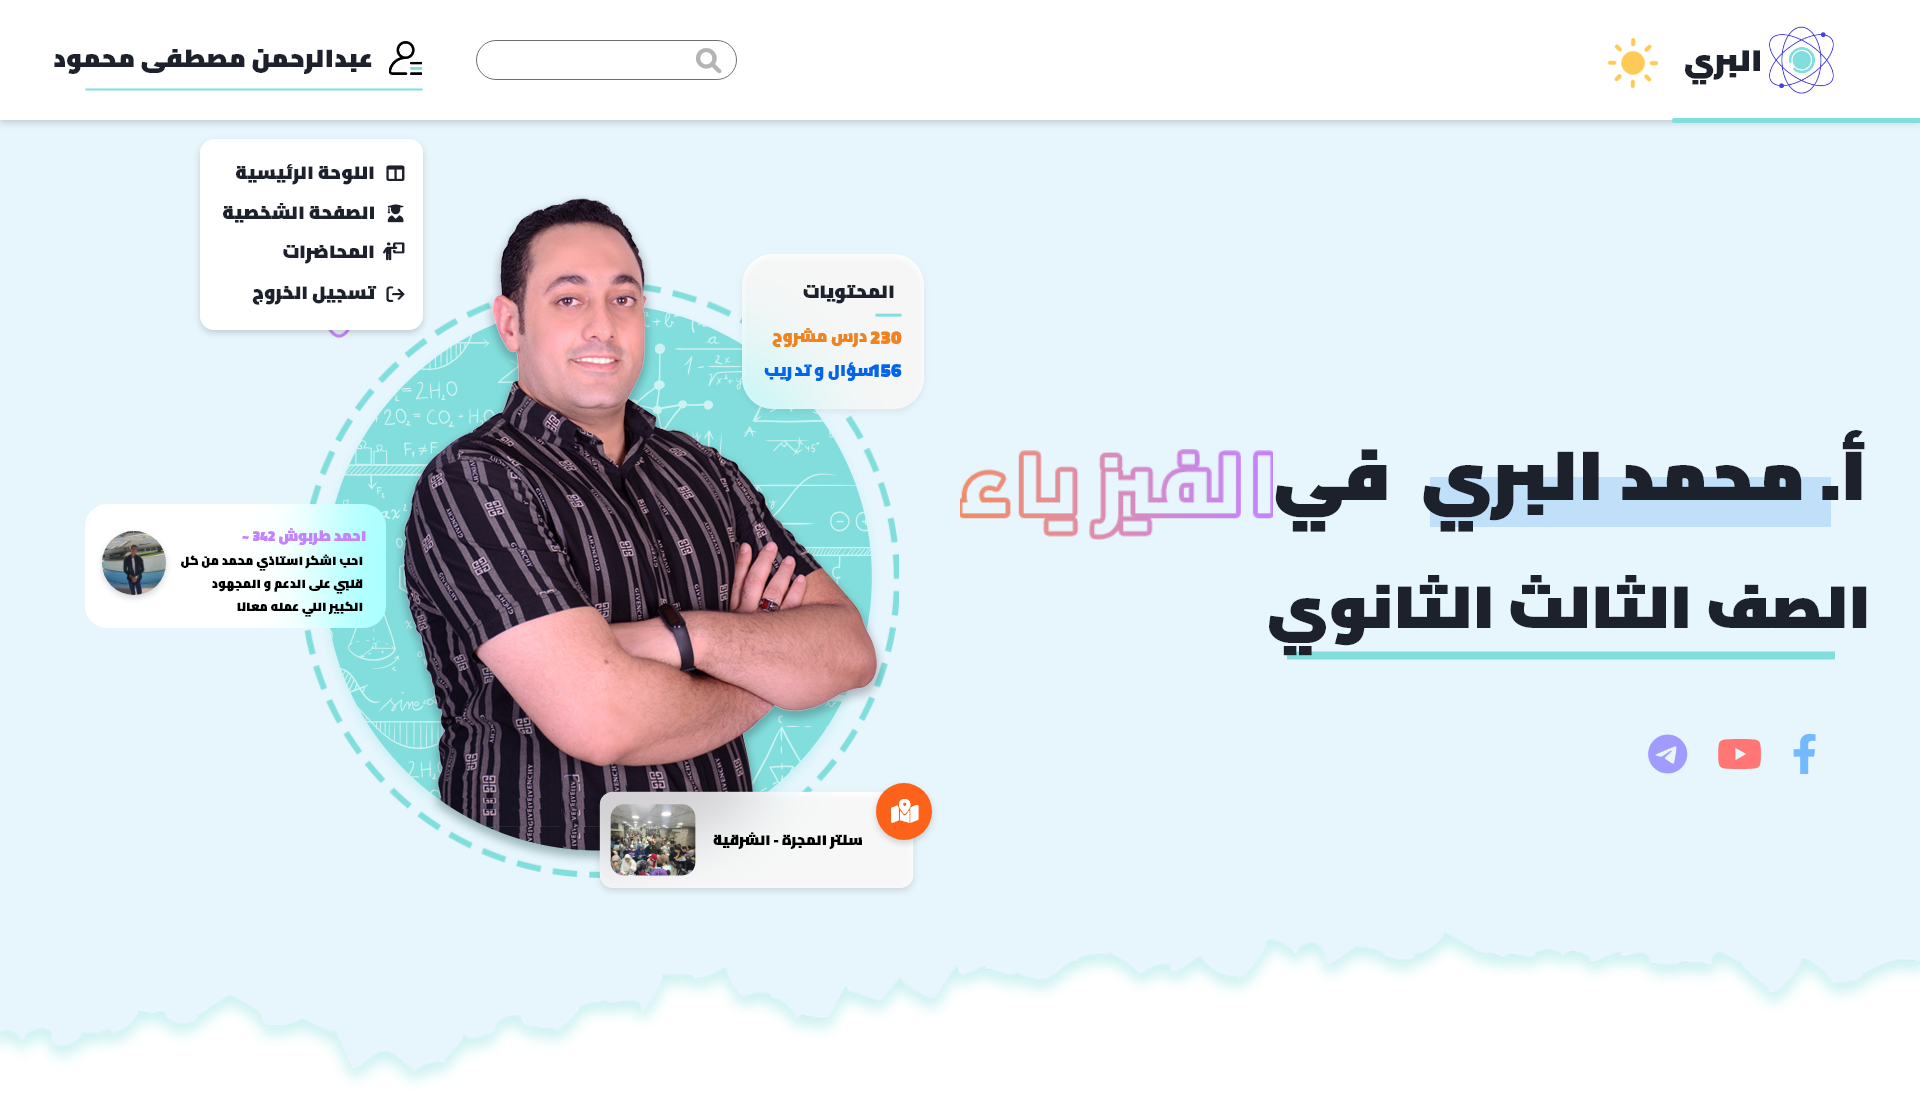 البري
عبدالرحمن مصطفى محمود
اللوحة الرئيسية
الصفحة الشخصية
المحاضرات
تسجيل الخروج
المحتويات
230 درس مشروح
156سؤال و تدريب
أ. محمد البري في الفيزياء
الصف الثالث الثانوي
احمد طربوش 342 ~
احب اشكر استاذي محمد من كل
قلبي على الدعم و المجهود
الكبير اللي عمله معانا
سنتر المجرة - الشرقية